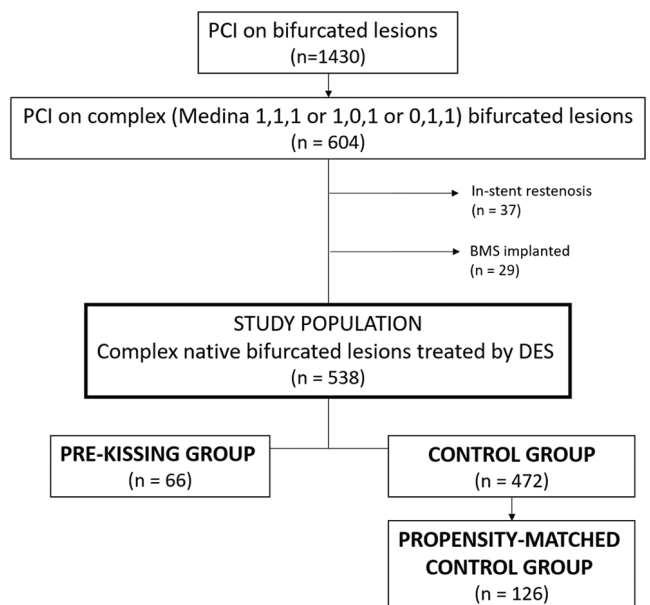 PCI on bifurcated lesions
(n=1430)
PCI on complex (Medina 1,1,1 or 1,0,1 or 0,1,1) bifurcated lesions
(n = 604)
In-stent restenosis
(n = 37)
BMS implanted
(n = 29)
STUDY POPULATION
Complex native bifurcated lesions treated by DES
(n = 538)
PRE-KISSING GROUP
(n = 66)
CONTROL GROUP
(n = 472)
PROPENSITY-MATCHED
CONTROL GROUP
(n = 126)